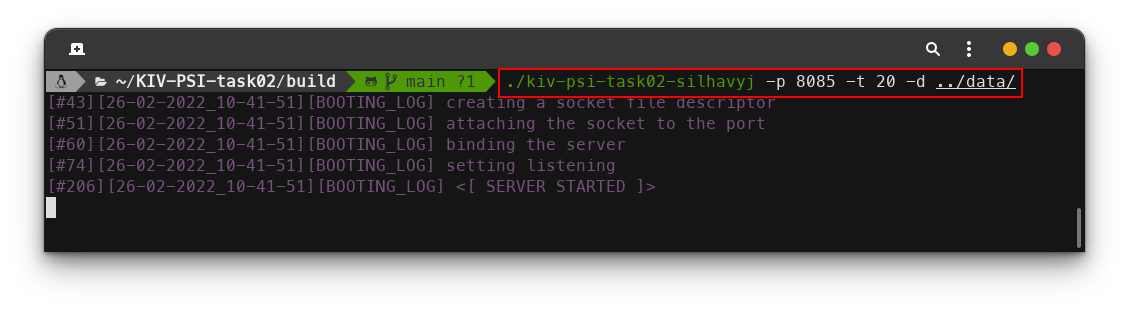 ~/KIV-PSI-task02/build main ?1 ./kiv-psi-task02-silhavyj -p 8085 -t 20 -d ../data/
[#43][26-02-2022_10-41-51][BOOTING_LOG] creating a socket file descriptor
[#51][26-02-2022_10-41-51][BOOTING_LOG] attaching the socket to the port
[#60][26-02-2022_10-41-51][BOOTING_LOG] binding the server
[#74][26-02-2022_10-41-51][BOOTING_LOG] setting listening
[#206][26-02-2022_10-41-51][BOOTING_LOG] <[ SERVER STARTED ]>